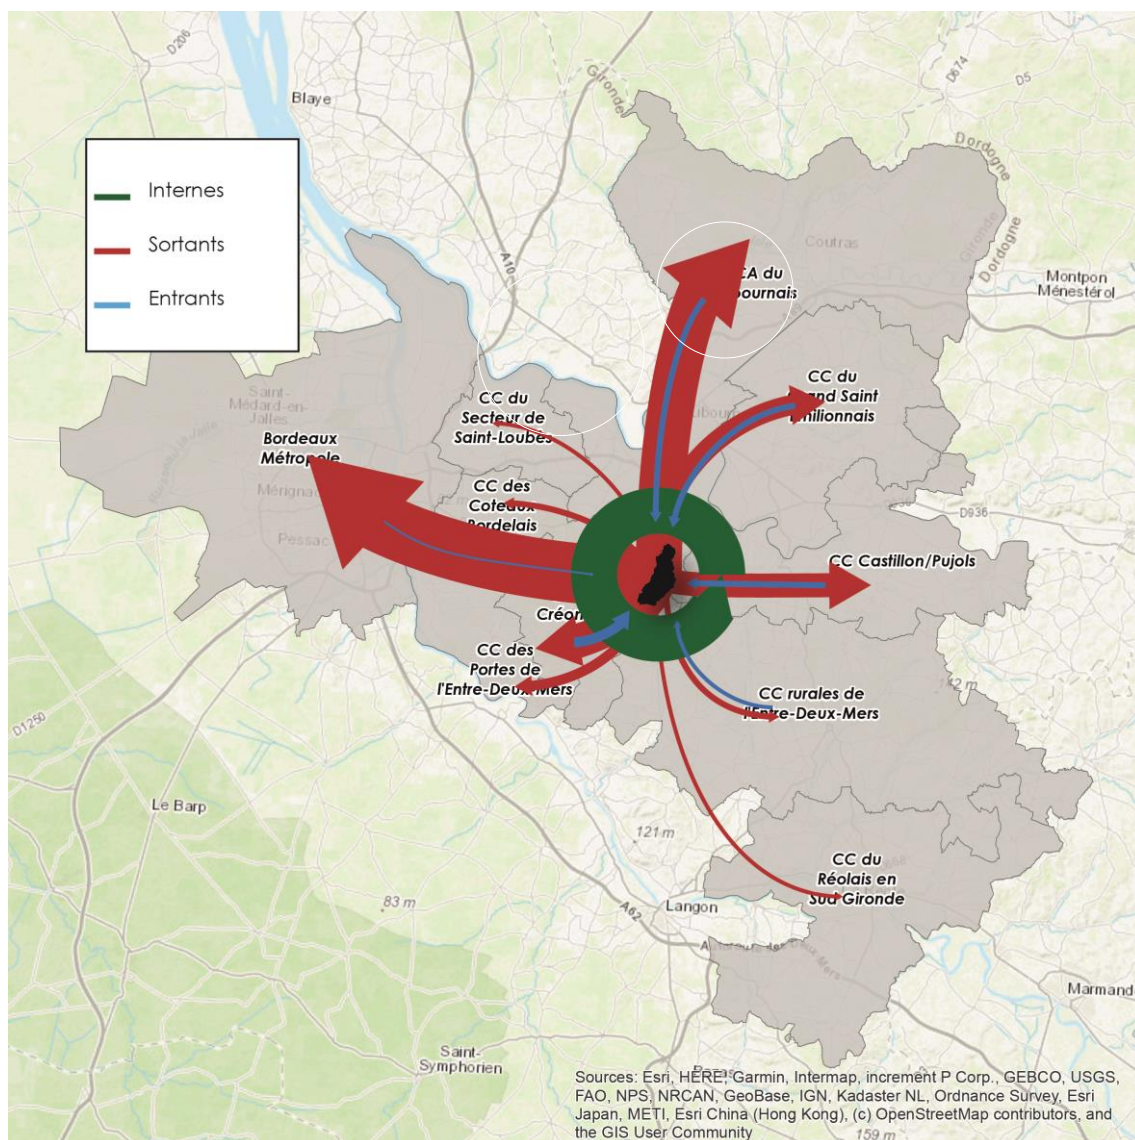 D206
Blaye
Gironde
D674
D5
Dordogne
Gironde
Dordogne
Internes
Sortants
Entrants
A10
Coutras
Montpon
Ménestérol
CA du
CC du
Saint
CC du
Secteur de
Saint-Loubès
Saint-
Médard-en-
Jalles
Bordeaux
Métropole
Mérignac
CC des
Coteaux
Bordelais
D936
Pessac
CC Castillon/Pujols
CC des
Portes de
l'Entre-Deux-Mers
CC rurales de
l'Entre-Deux-Mers
42 m
D1250
Le Barp
121 m
CC du
Réolais en
Sud Gironde
83 m
A62
Langon
Marmande
Saint-
Symphorien
Sources: Esri, HERE, Garmin, Intermap, increment P Corp., GEBCO, USGS,
FAO, NPS, NRCAN, GeoBase, IGN, Kadaster NL, Ordnance Survey, Esri
Japan, METI, Esri China (Hong Kong), (c) OpenStreetMap contributors, and
the GIS User Community
159 m